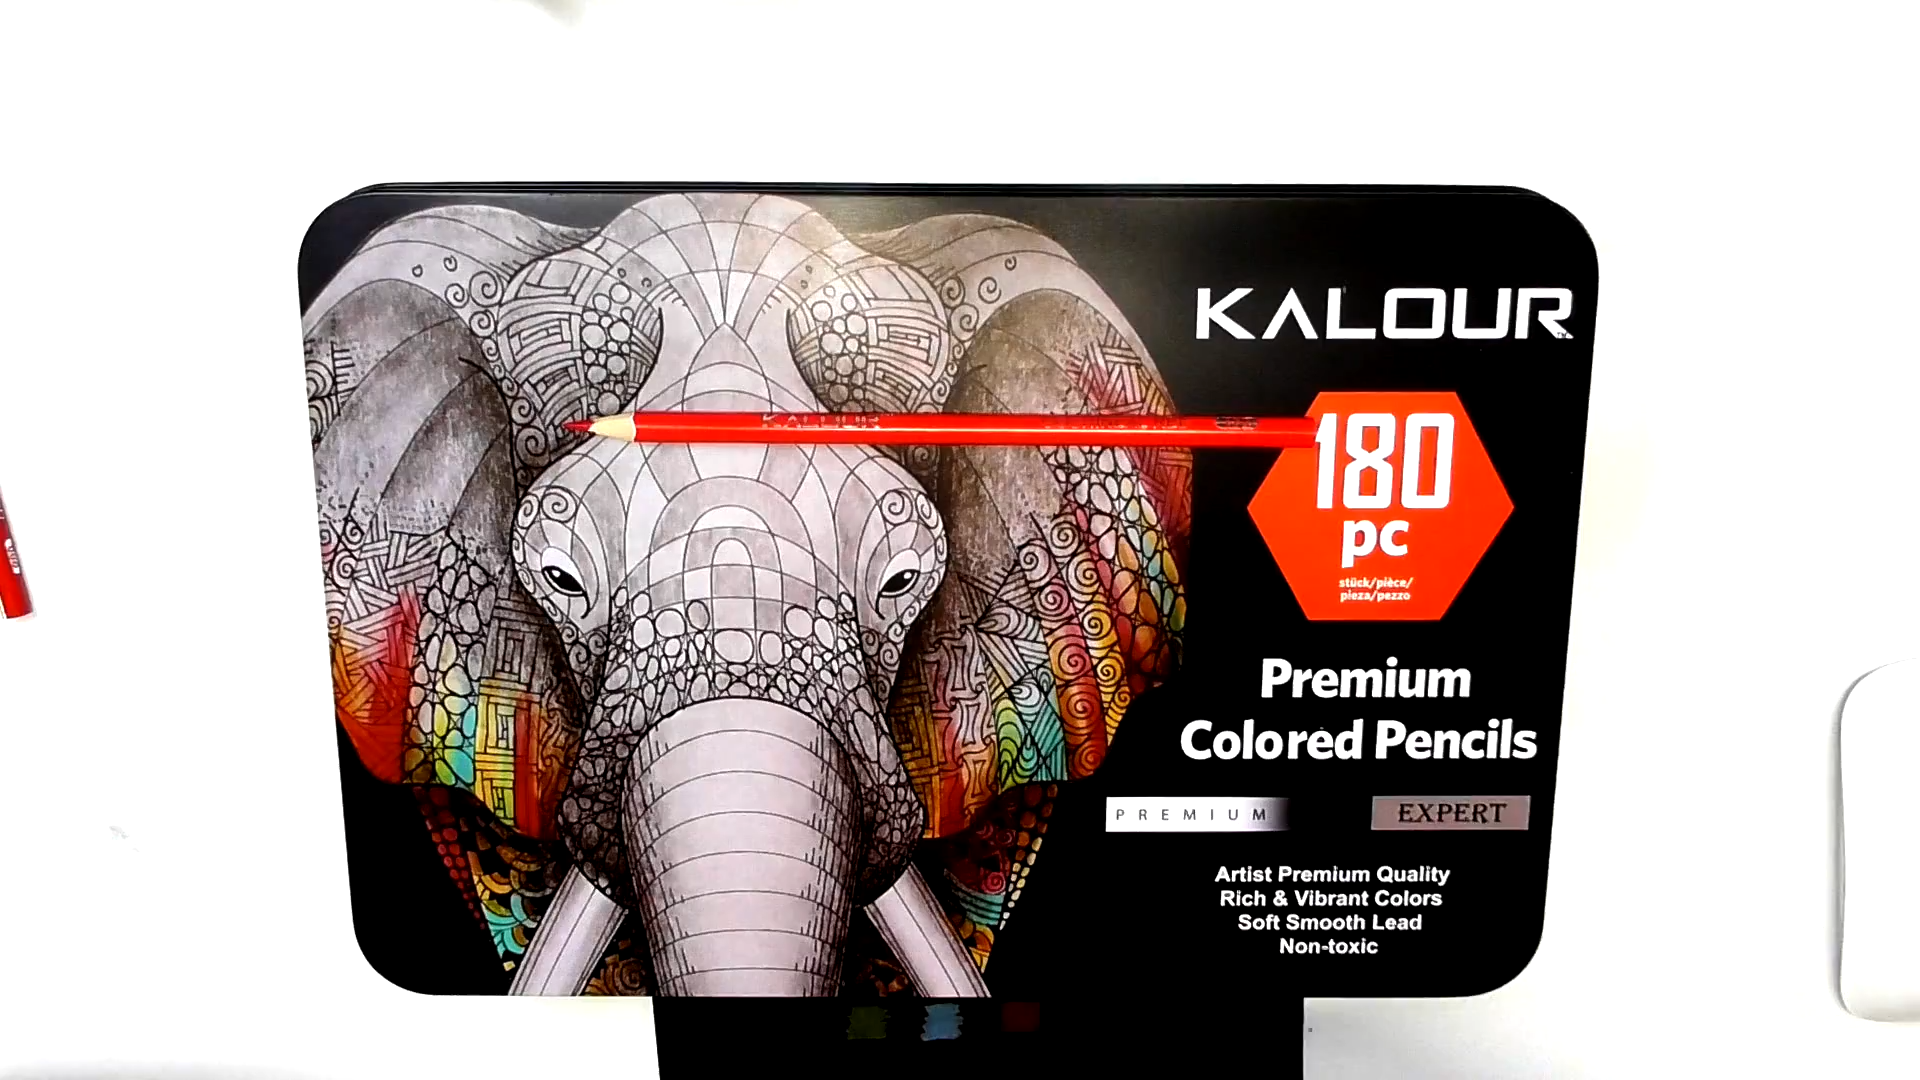 KALOUR™
KALOUR
180
pc
stück/pièce/
pieza/pezzo
Premium
Colored Pencils
PREMIUM
EXPERT
Artist Premium Quality
Rich & Vibrant Colors
Soft Smooth Lead
Non-toxic